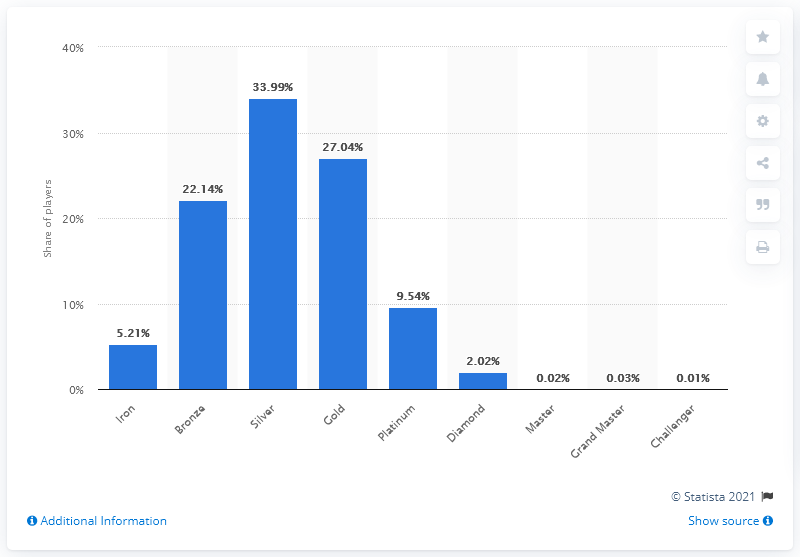 40%
30%
20%
10%
0%
Share of players
5.21%
22.14%
33.99%
27.04%
9.54%
2.02%
0.02%
0.03%
0.01%
Iron
Bronze
Silver
Gold
Platinum
Diamond
Master
Grand Master
Challenger
© Statista 2021
Additional Information
Show source